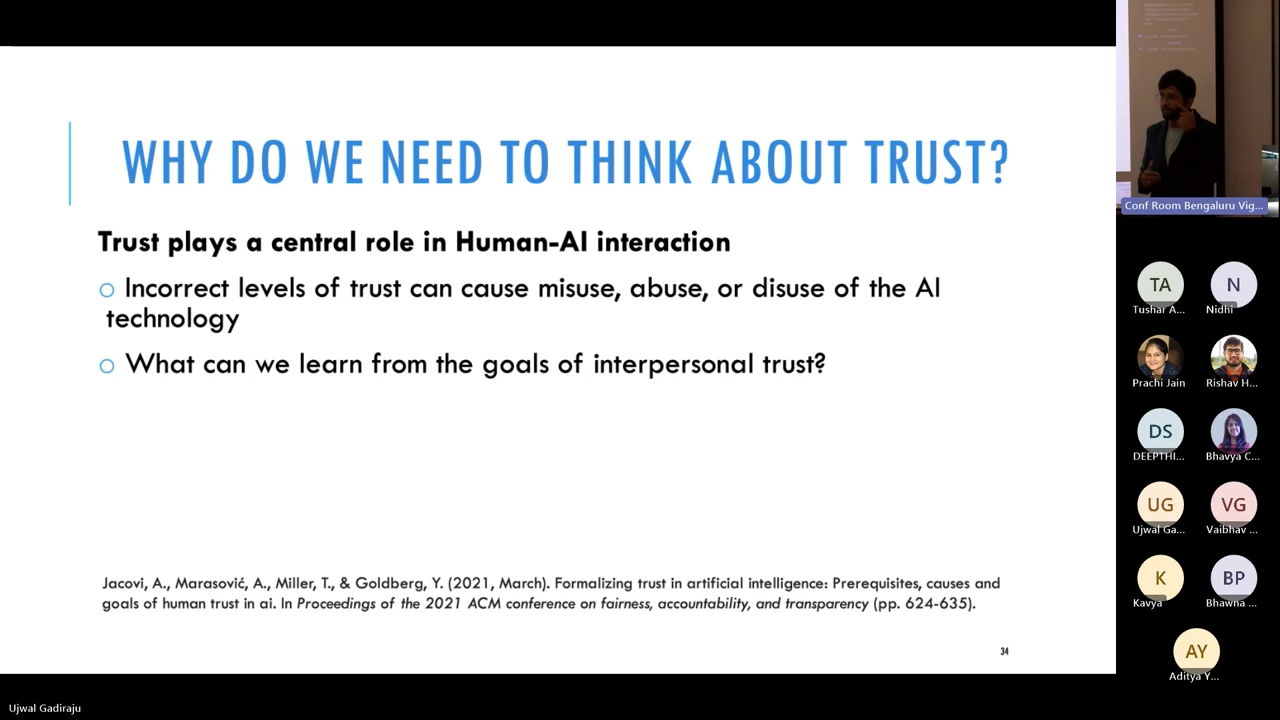 WHY DO WE NEED TO THINK ABOUT TRUST?
Trust plays a central role in Human-AI interaction
Incorrect levels of trust can cause misuse, abuse, or disuse of the AI
technology
What can we learn from the goals of interpersonal trust?
Jacovi, A., Marasović, A., Miller, T., & Goldberg, Y. (2021, March). Formalizing trust in artificial intelligence: Prerequisites, causes and
goals of human trust in ai. In Proceedings of the 2021 ACM conference on fairness, accountability, and transparency (pp. 624-635).
34
Ujwal Gadiraju
Conf Room Bengaluru Vig...
TA
Tushar A...
N
Nidhi
Prachi Jain
Rishav H...
DS
DEEPTHI...
Bhavya C...
UG
Ujwal Ga...
VG
Vaibhav ...
K
Kavya
BP
Bhawna ...
AY
Aditya Y...